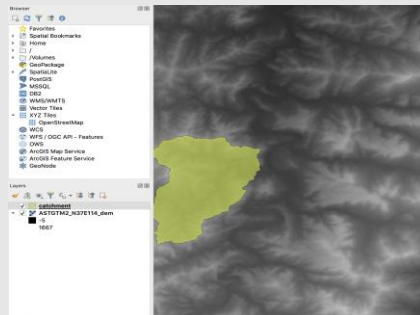 Browser
Favorites
Spatial Bookmarks
Home
/
/Volumes
GeoPackage
SpatiaLite
PostGIS
MSSQL
DB2
WMS/WMTS
Vector Tiles
XYZ Tiles
OpenStreetMap
WCS
WFS / OGC API - Features
OWS
ArcGIS Map Service
ArcGIS Feature Service
GeoNode
Layers
catchment
ASTGTM2_N37E114_dem
-5
1667